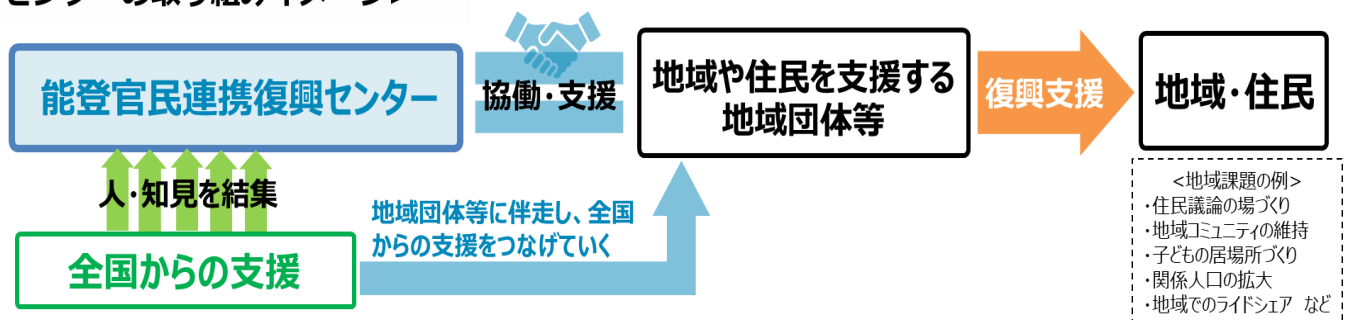 センターの取り組みイメージ>
能登官民連携復興センター
協働・支援
地域や住民を支援する
地域団体等
復興支援
地域・住民
人・知見を結集
地域団体等に伴走し、全国
からの支援をつなげていく
全国からの支援
<地域課題の例>
・住民議論の場づくり
・地域コミュニティの維持
・子どもの居場所づくり
・関係人口の拡大
・地域でのライドシェア など